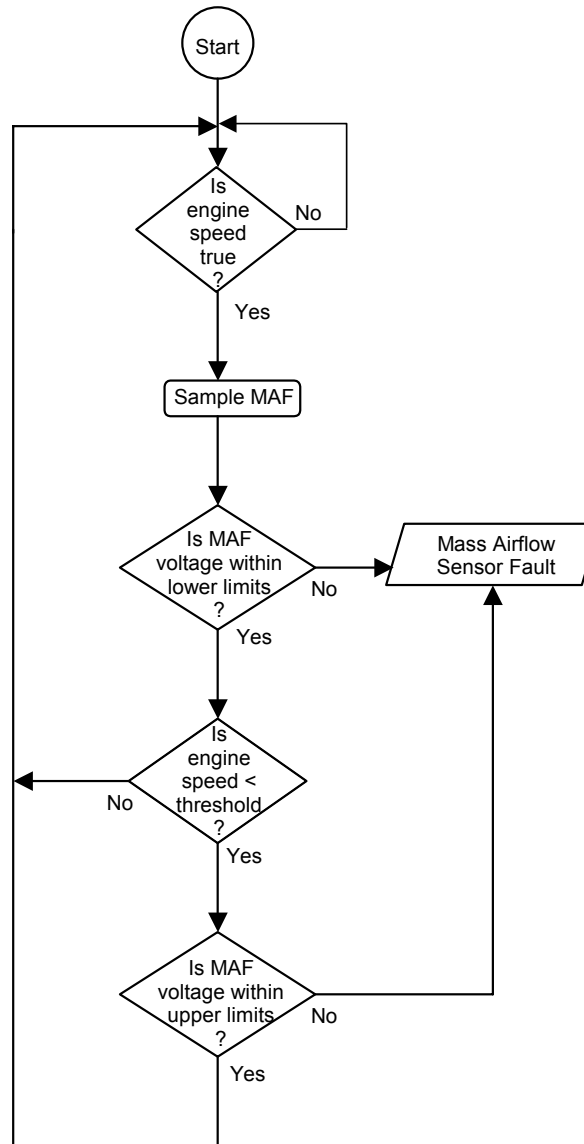 Start
Is
engine
speed
true
?
No
Yes
Sample MAF
Is MAF
voltage within
lower limits
?
No
Yes
Mass Airflow
Sensor Fault
Is
engine
speed <
threshold
?
No
Yes
Is MAF
voltage within
upper limits
?
No
Yes